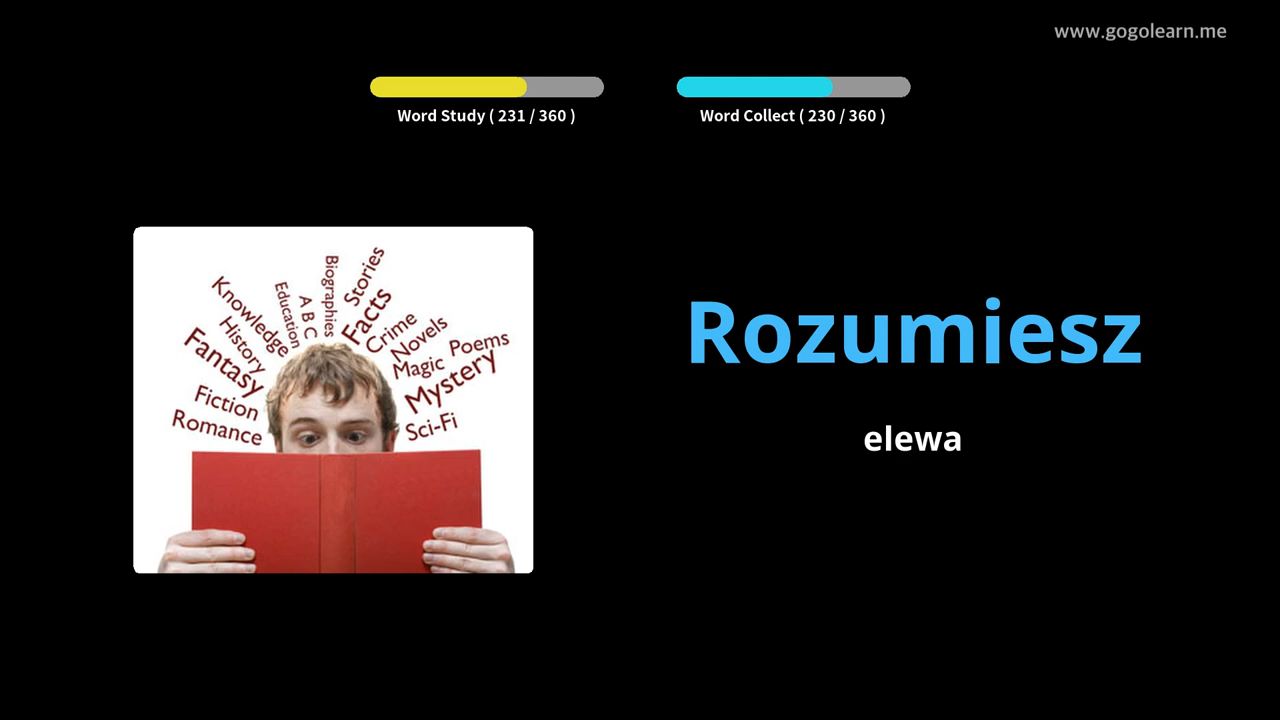 www.gogolearn.me
Word Study ( 231 / 360 )
Word Collect ( 230 / 360 )
Biographies
Stories
Education
A B C
Facts
Knowledge
Crime
History
Novels
Poems
Fantasy
Magic
Mystery
Fiction
Romance
Sci-Fi
Rozumiesz
elewa